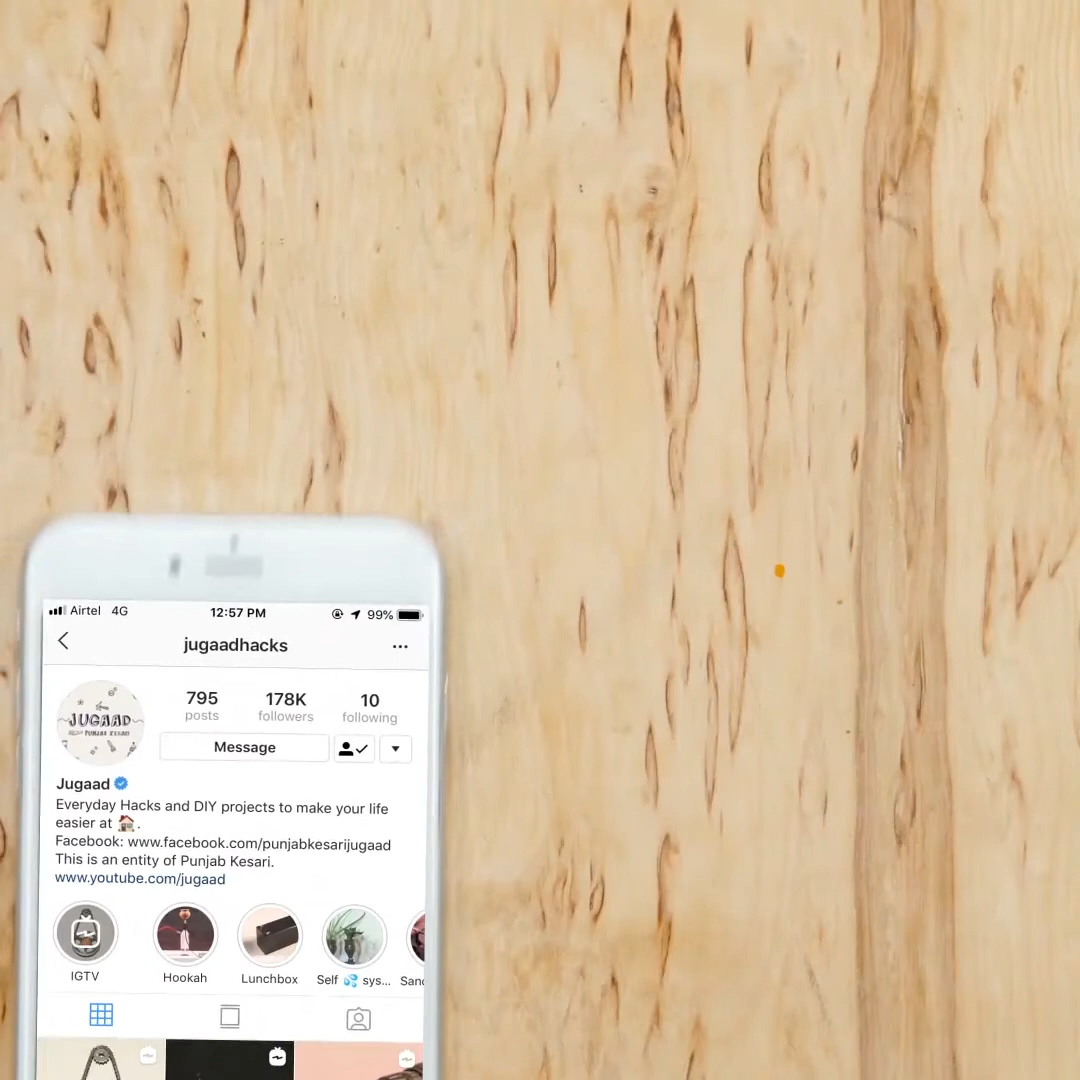 Airtel 4G 12:57 PM 99%
jugaadhacks
795 178K 10
posts followers following
JUGAAD
PUNJAB KESARI
Message
Jugaad
Everyday Hacks and DIY projects to make your life
easier at 🏠.
Facebook: www.facebook.com/punjabkesarijugaad
This is an entity of Punjab Kesari.
www.youtube.com/jugaad
IGTV Hookah Lunchbox Self 💦 sys... Sand